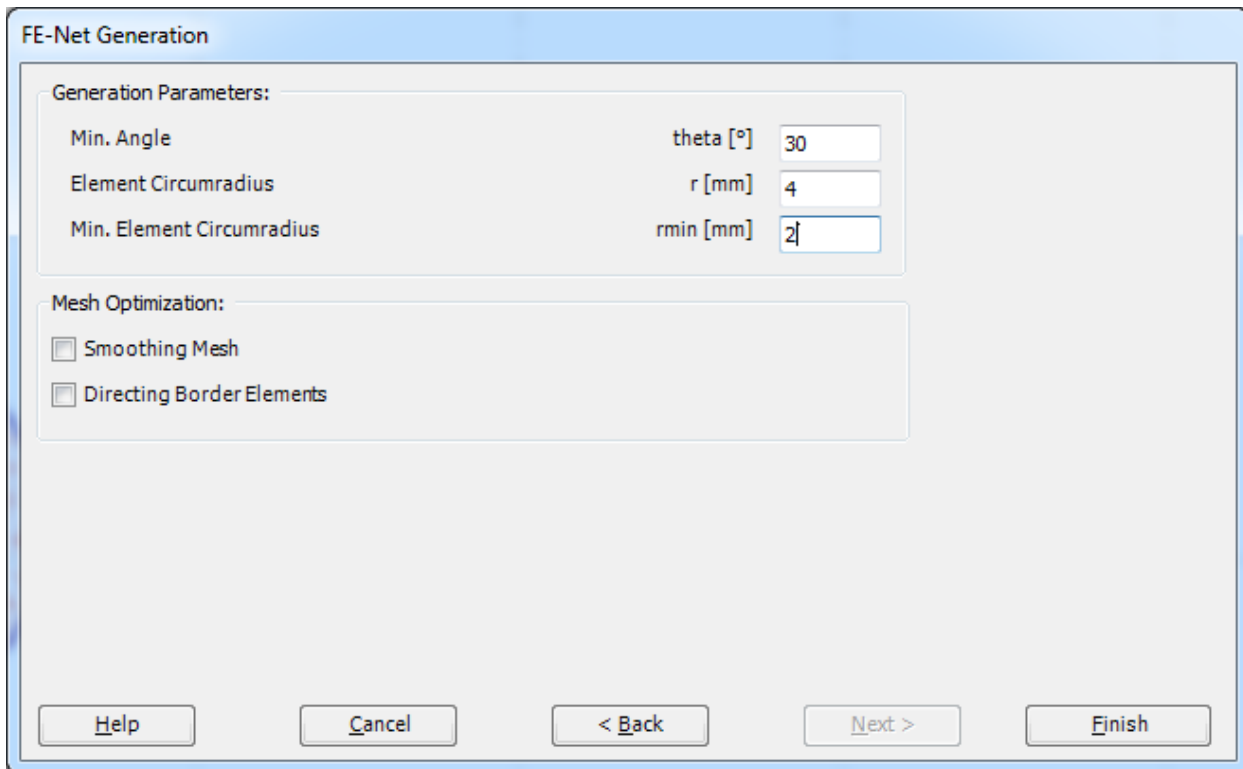 FE-Net Generation
Generation Parameters:
Min. Angle theta [°] 30
Element Circumradius r [mm] 4
Min. Element Circumradius rmin [mm] 2
Mesh Optimization:
Smoothing Mesh
Directing Border Elements
Help Cancel < Back Next > Finish